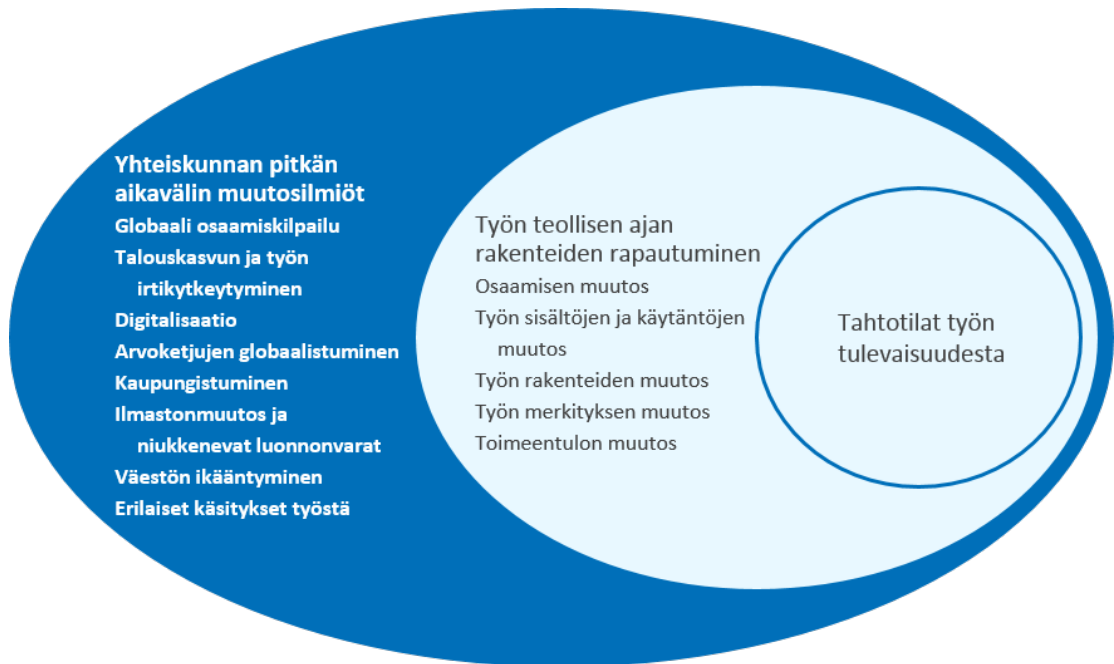 Yhteiskunnan pitkän
aikavälin muutosilmiöt
Globaali osaamiskilpailu
Talouskasvun ja työn
irtikytkeytyminen
Digitalisaatio
Arvoketjujen globaalistuminen
Kaupungistuminen
Ilmastonmuutos ja
niukkenevat luonnonvarat
Väestön ikääntyminen
Erilaiset käsitykset työstä
Työn teollisen ajan
rakenteiden rapautuminen
Osaamisen muutos
Työn sisältöjen ja käytäntöjen
muutos
Työn rakenteiden muutos
Työn merkityksen muutos
Toimeentulon muutos
Tahtotilat työn
tulevaisuudesta